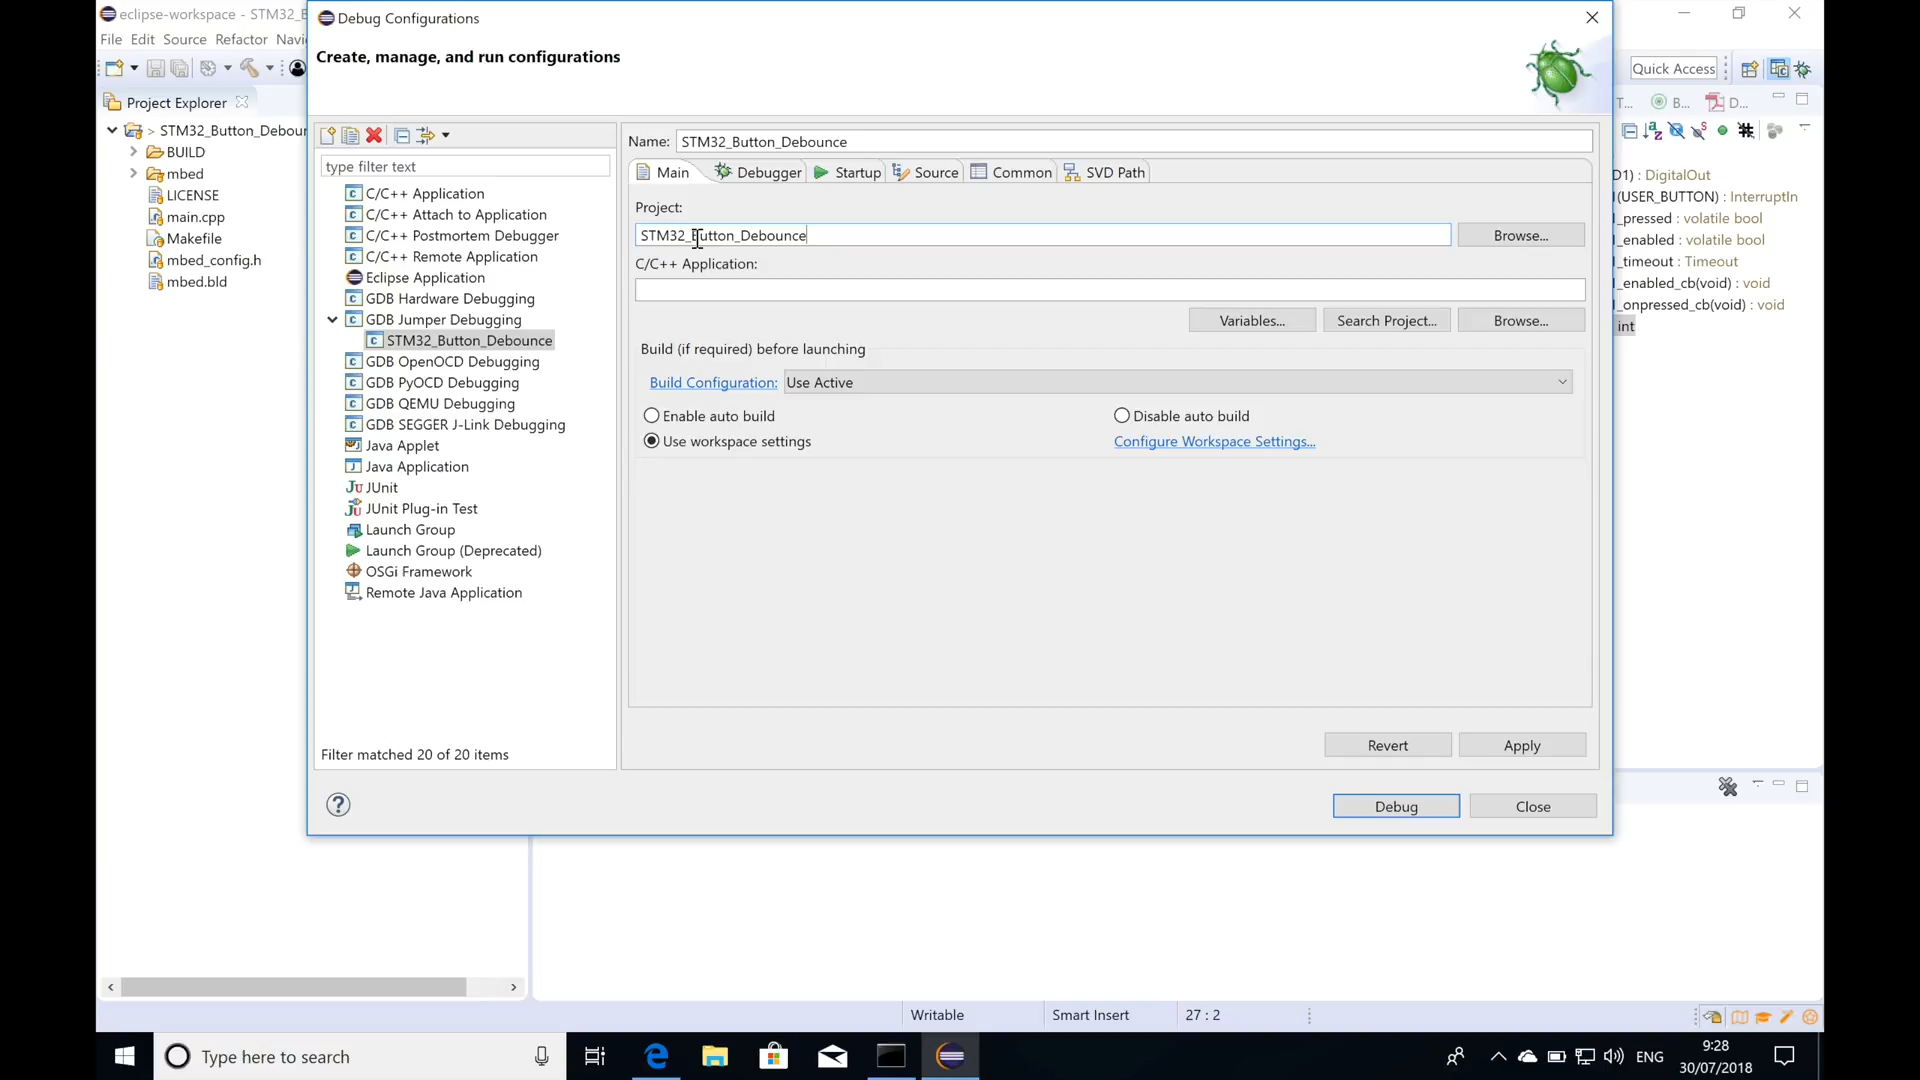 eclipse-workspace - STM32_B
File Edit Source Refactor Navi
Project Explorer
> STM32_Button_Debour
BUILD
mbed
LICENSE
main.cpp
Makefile
mbed_config.h
mbed.bld
Debug Configurations
Create, manage, and run configurations
type filter text
C/C++ Application
C/C++ Attach to Application
C/C++ Postmortem Debugger
C/C++ Remote Application
Eclipse Application
GDB Hardware Debugging
GDB Jumper Debugging
STM32_Button_Debounce
GDB OpenOCD Debugging
GDB PyOCD Debugging
GDB QEMU Debugging
GDB SEGGER J-Link Debugging
Java Applet
Java Application
JUnit
JUnit Plug-in Test
Launch Group
Launch Group (Deprecated)
OSGi Framework
Remote Java Application
Filter matched 20 of 20 items
Name: STM32_Button_Debounce
Main Debugger Startup Source Common SVD Path
Project:
STM32_Button_Debounce Browse...
C/C++ Application:
Variables... Search Project... Browse...
Build (if required) before launching
Build Configuration: Use Active
Enable auto build Disable auto build
Use workspace settings Configure Workspace Settings...
Revert Apply
Debug Close
Quick Access
T... B... D...
D1) : DigitalOut
(USER_BUTTON) : InterruptIn
_pressed : volatile bool
_enabled : volatile bool
_timeout : Timeout
_enabled_cb(void) : void
_onpressed_cb(void) : void
int
Writable Smart Insert 27 : 2
Type here to search
ENG
9:28
30/07/2018